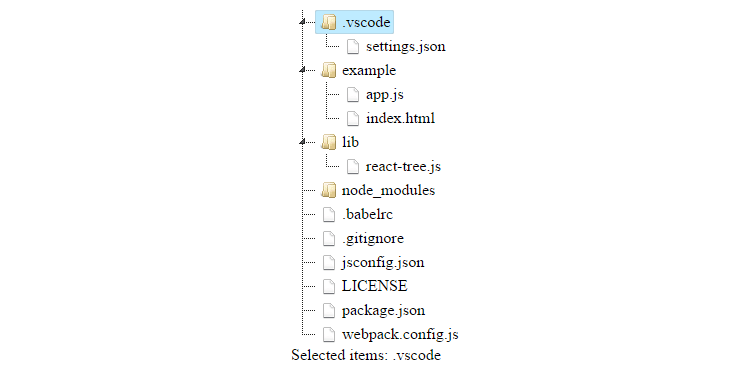 .vscode
settings.json
example
app.js
index.html
lib
react-tree.js
node_modules
.babelrc
.gitignore
jsconfig.json
LICENSE
package.json
webpack.config.js
Selected items: .vscode